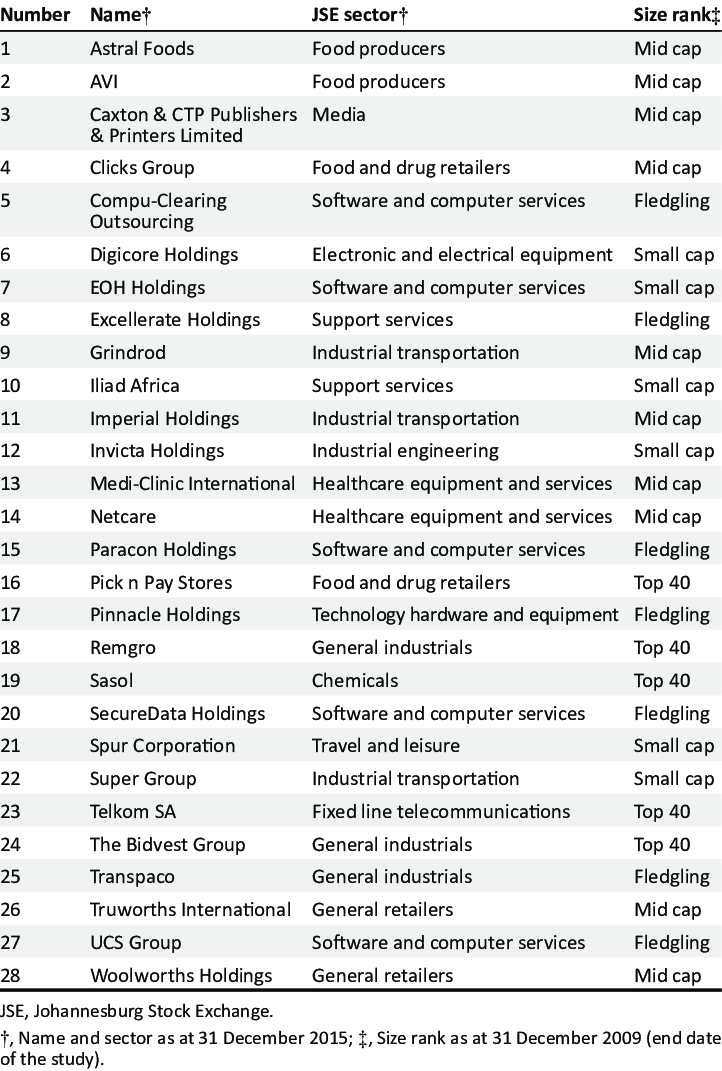 Number Name† JSE sector† Size rank‡
1 Astral Foods Food producers Mid cap
2 AVI Food producers Mid cap
3 Caxton & CTP Publishers Media Mid cap
& Printers Limited
4 Clicks Group Food and drug retailers Mid cap
5 Compu-Clearing Software and computer services Fledgling
Outsourcing
6 Digicore Holdings Electronic and electrical equipment Small cap
7 EOH Holdings Software and computer services Small cap
8 Excellerate Holdings Support services Fledgling
9 Grindrod Industrial transportation Mid cap
10 Iliad Africa Support services Small cap
11 Imperial Holdings Industrial transportation Mid cap
12 Invicta Holdings Industrial engineering Small cap
13 Medi-Clinic International Healthcare equipment and services Mid cap
14 Netcare Healthcare equipment and services Mid cap
15 Paracon Holdings Software and computer services Fledgling
16 Pick n Pay Stores Food and drug retailers Top 40
17 Pinnacle Holdings Technology hardware and equipment Fledgling
18 Remgro General industrials Top 40
19 Sasol Chemicals Top 40
20 SecureData Holdings Software and computer services Fledgling
21 Spur Corporation Travel and leisure Small cap
22 Super Group Industrial transportation Small cap
23 Telkom SA Fixed line telecommunications Top 40
24 The Bidvest Group General industrials Top 40
25 Transpaco General industrials Fledgling
26 Truworths International General retailers Mid cap
27 UCS Group Software and computer services Fledgling
28 Woolworths Holdings General retailers Mid cap
JSE, Johannesburg Stock Exchange.
†, Name and sector as at 31 December 2015; ‡, Size rank as at 31 December 2009 (end date
of the study).